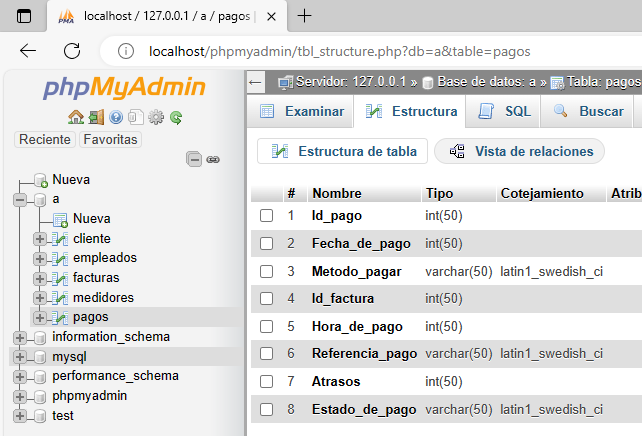 localhost / 127.0.0.1 / a / pagos |
localhost/phpmyadmin/tbl_structure.php?db=a&table=pagos
phpMyAdmin
Reciente Favoritas
Nueva
a
Nueva
cliente
empleados
facturas
medidores
pagos
information_schema
mysql
performance_schema
phpmyadmin
test
Servidor: 127.0.0.1 » Base de datos: a » Tabla: pagos
Examinar Estructura SQL Buscar
Estructura de tabla Vista de relaciones
# Nombre Tipo Cotejamiento Atrib
1 Id_pago int(50)
2 Fecha_de_pago int(50)
3 Metodo_pagar varchar(50) latin1_swedish_ci
4 Id_factura int(50)
5 Hora_de_pago int(50)
6 Referencia_pago varchar(50) latin1_swedish_ci
7 Atrasos int(50)
8 Estado_de_pago varchar(50) latin1_swedish_ci